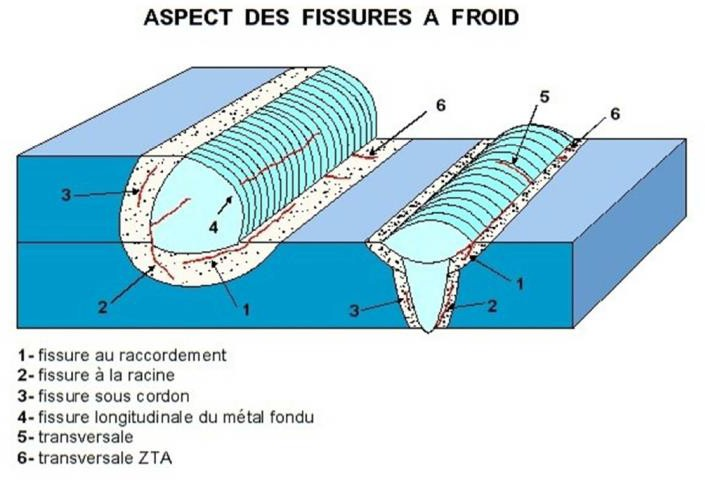 ASPECT DES FISSURES A FROID
6
5
6
3
4
2
1
3
2
1
1- fissure au raccordement
2- fissure à la racine
3- fissure sous cordon
4- fissure longitudinale du métal fondu
5- transversale
6- transversale ZTA